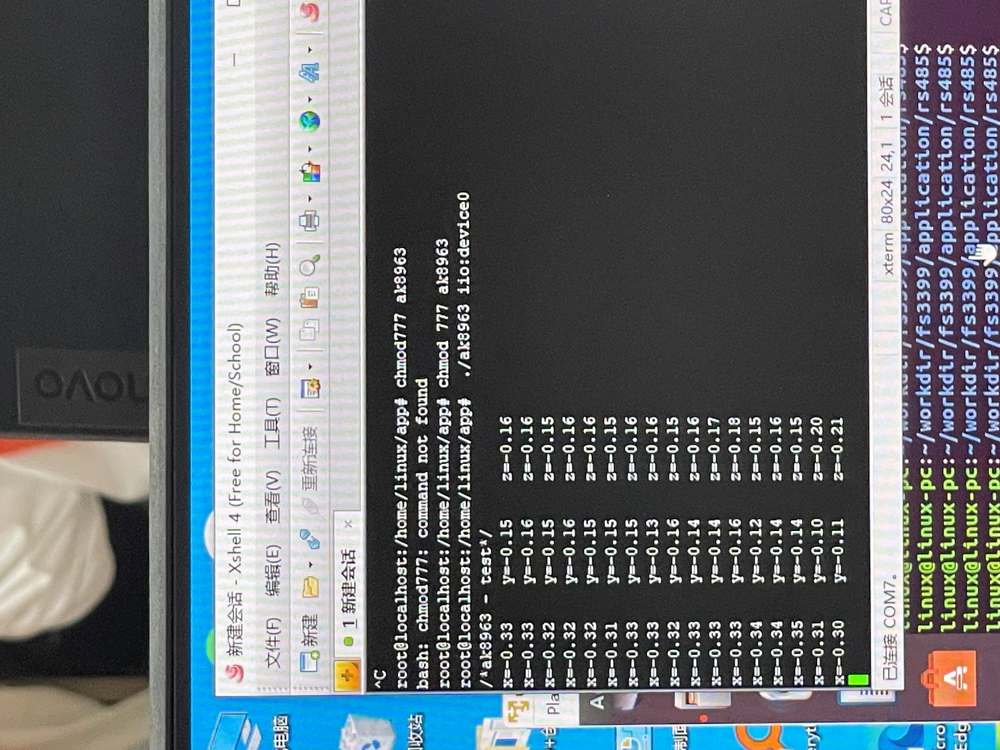 新建会话 - Xshell 4 (Free for Home/School)
文件(F) 编辑(E) 查看(V) 工具(T) 窗口(W) 帮助(H)
新建 重新连接
1 新建会话 ×
^C
root@localhost:/home/linux/app# chmod777 ak8963
bash: chmod777: command not found
root@localhost:/home/linux/app# chmod 777 ak8963
root@localhost:/home/linux/app# ./ak8963 iio:device0
/*ak8963 - test*/
x=-0.33 y=-0.15 z=-0.16
x=-0.33 y=-0.16 z=-0.16
x=-0.32 y=-0.15 z=-0.15
x=-0.32 y=-0.16 z=-0.16
x=-0.32 y=-0.15 z=-0.16
x=-0.31 y=-0.15 z=-0.15
x=-0.33 y=-0.15 z=-0.16
x=-0.33 y=-0.13 z=-0.16
x=-0.32 y=-0.16 z=-0.15
x=-0.33 y=-0.14 z=-0.16
x=-0.33 y=-0.14 z=-0.17
x=-0.33 y=-0.16 z=-0.18
x=-0.34 y=-0.12 z=-0.15
x=-0.34 y=-0.14 z=-0.16
x=-0.35 y=-0.14 z=-0.15
x=-0.31 y=-0.10 z=-0.20
x=-0.30 y=-0.11 z=-0.21
已连接 COM7。 xterm 80x24 24,1 1 会话 CAP
linux@linux-pc:~/workdir/fs3399/application/rs485$
linux@linux-pc:~/workdir/fs3399/application/rs485$
linux@linux-pc:~/workdir/fs3399/application/rs485$
linux@linux-pc:~/workdir/fs3399/application/rs485$
linux@linux-pc:~/workdir/fs3399/application/rs485$
电脑
收站
Pla
A
novo